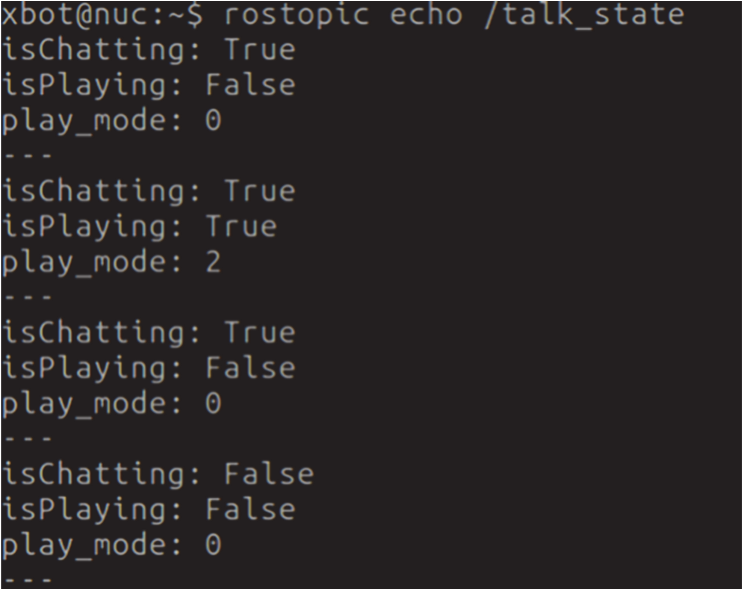 xbot@nuc:~$ rostopic echo /talk_state
isChatting: True
isPlaying: False
play_mode: 0
---
isChatting: True
isPlaying: True
play_mode: 2
---
isChatting: True
isPlaying: False
play_mode: 0
---
isChatting: False
isPlaying: False
play_mode: 0
---